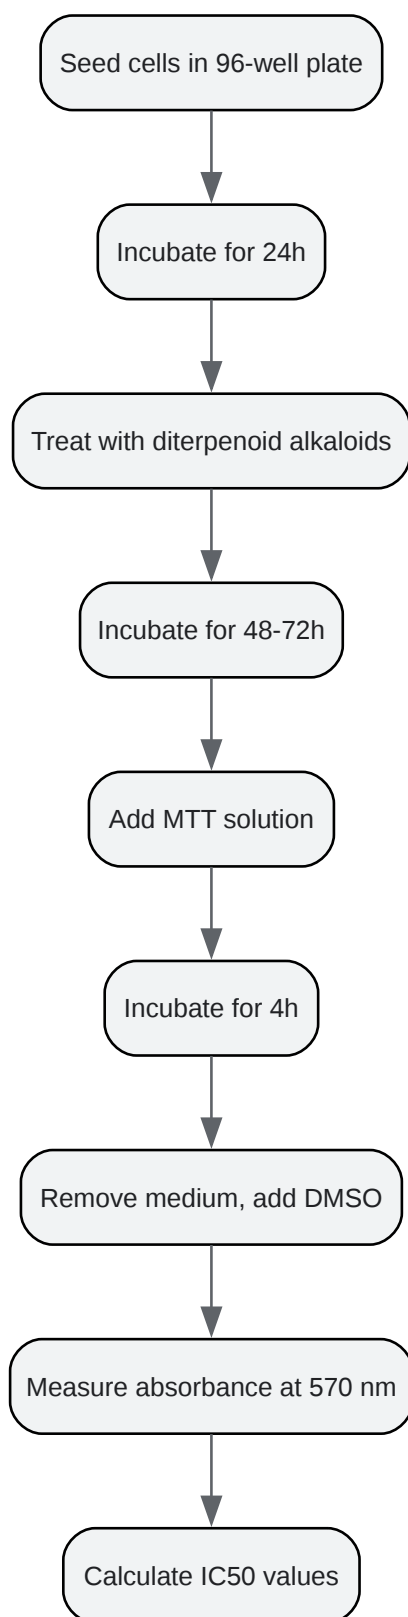 Seed cells in 96-well plate
Incubate for 24h
Treat with diterpenoid alkaloids
Incubate for 48-72h
Add MTT solution
Incubate for 4h
Remove medium, add DMSO
Measure absorbance at 570 nm
Calculate IC50 values